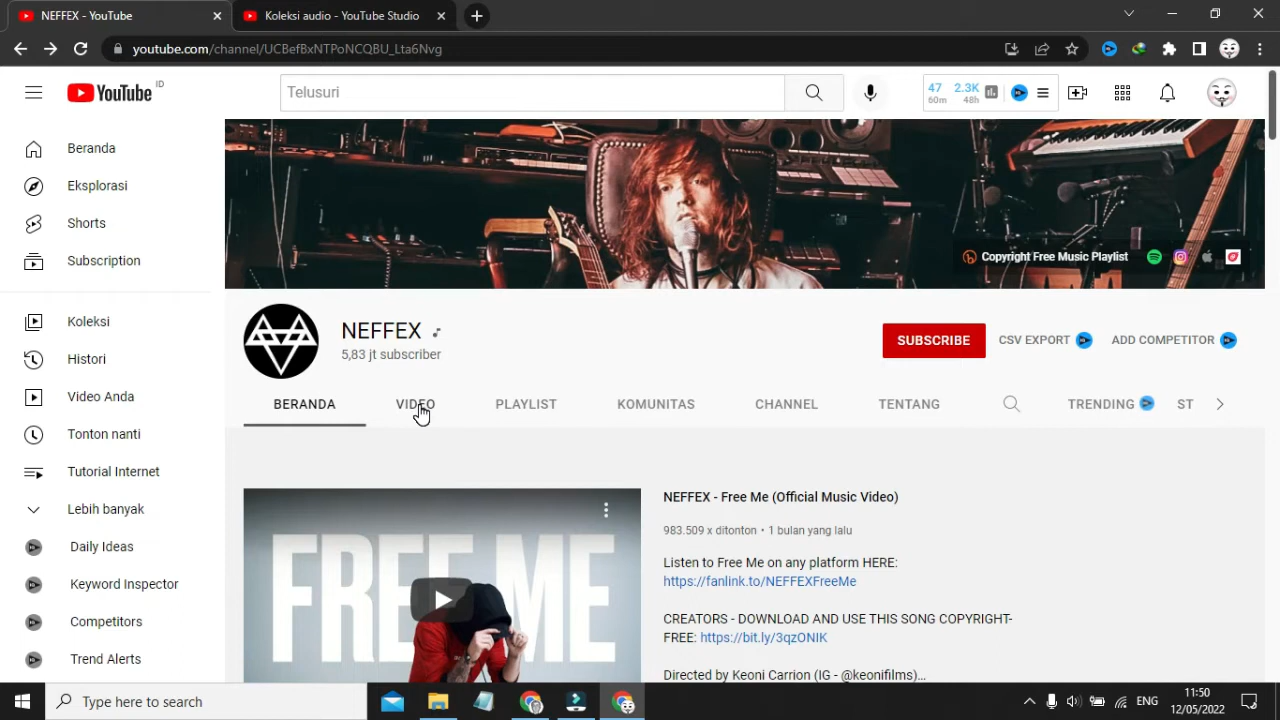 NEFFEX - YouTube
Koleksi audio - YouTube Studio
youtube.com/channel/UCBefBxNTPoNCQBU_Lta6Nvg
YouTube ID
Telusuri
47 2.3K
60m 48h
Beranda
Eksplorasi
Shorts
Subscription
Koleksi
Histori
Video Anda
Tonton nanti
Tutorial Internet
Lebih banyak
Daily Ideas
Keyword Inspector
Competitors
Trend Alerts
Copyright Free Music Playlist
NEFFEX
5,83 jt subscriber
SUBSCRIBE
CSV EXPORT
ADD COMPETITOR
BERANDA VIDEO PLAYLIST KOMUNITAS CHANNEL TENTANG TRENDING ST
FREE ME
NEFFEX - Free Me (Official Music Video)
983.509 x ditonton • 1 bulan yang lalu
Listen to Free Me on any platform HERE:
https://fanlink.to/NEFFEXFreeMe
CREATORS - DOWNLOAD AND USE THIS SONG COPYRIGHT-
FREE: https://bit.ly/3qzONIK
Directed by Keoni Carrion (IG - @keonifilms)...
Type here to search
ENG
11:50
12/05/2022